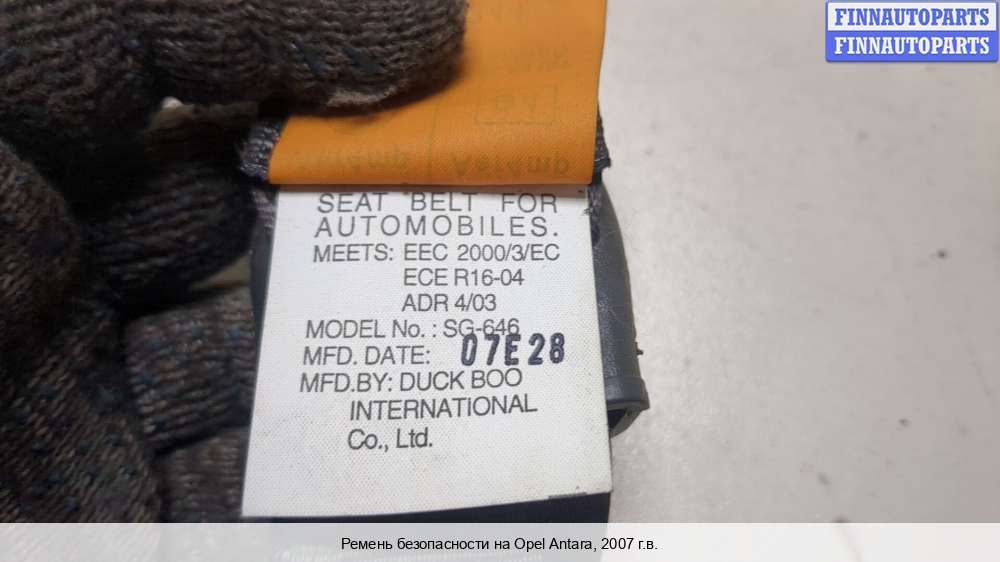 FINNAUTOPARTS
FINNAUTOPARTS
SEAT BELT FOR
AUTOMOBILES.
MEETS: EEC 2000/3/EC
ECE R16-04
ADR 4/03
MODEL No. : SG-646
MFD. DATE: 07E28
MFD.BY: DUCK BOO
INTERNATIONAL
Co., Ltd.
Ремень безопасности на Opel Antara, 2007 г.в.